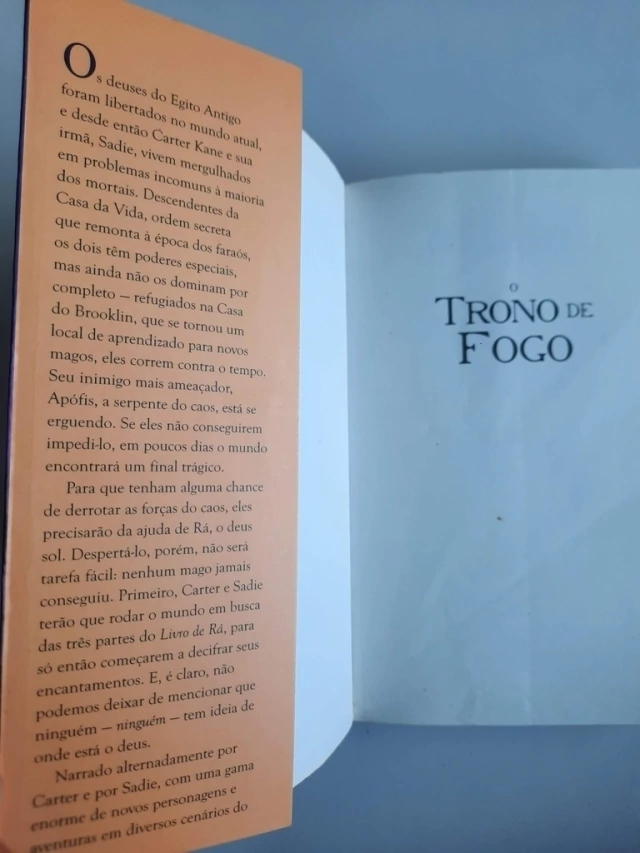 Os deuses do Egito Antigo
foram libertados no mundo atual,
e desde então Carter Kane e sua
irmã, Sadie, vivem mergulhados
em problemas incomuns à maioria
dos mortais. Descendentes da
Casa da Vida, ordem secreta
que remonta à época dos faraós,
os dois têm poderes especiais,
mas ainda não os dominam por
completo — refugiados na Casa
do Brooklin, que se tornou um
local de aprendizado para novos
magos, eles correm contra o tempo.
Seu inimigo mais ameaçador,
Apófis, a serpente do caos, está se
erguendo. Se eles não conseguirem
impedi-lo, em poucos dias o mundo
encontrará um final trágico.
Para que tenham alguma chance
de derrotar as forças do caos, eles
precisarão da ajuda de Rá, o deus
sol. Despertá-lo, porém, não será
tarefa fácil: nenhum mago jamais
conseguiu. Primeiro, Carter e Sadie
terão que rodar o mundo em busca
das três partes do Livro de Rá, para
só então começarem a decifrar seus
encantamentos. E, é claro, não
podemos deixar de mencionar que
ninguém — ninguém — tem ideia de
onde está o deus.
Narrado alternadamente por
Carter e por Sadie, com uma gama
enorme de novos personagens e
aventuras em diversos cenários do
O
TRONO DE
FOGO